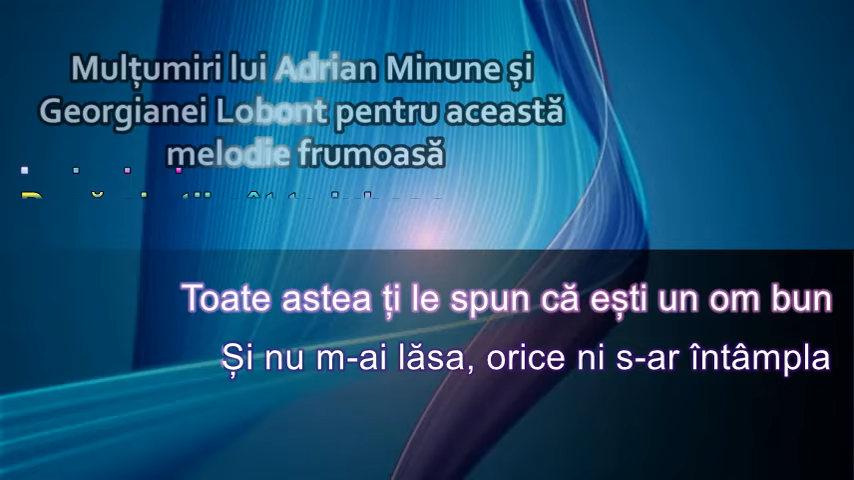 Mulțumiri lui Adrian Minune și
Georgianei Lobont pentru această
melodie frumoasă
Toate astea ți le spun că ești un om bun
Și nu m-ai lăsa, orice ni s-ar întâmpla